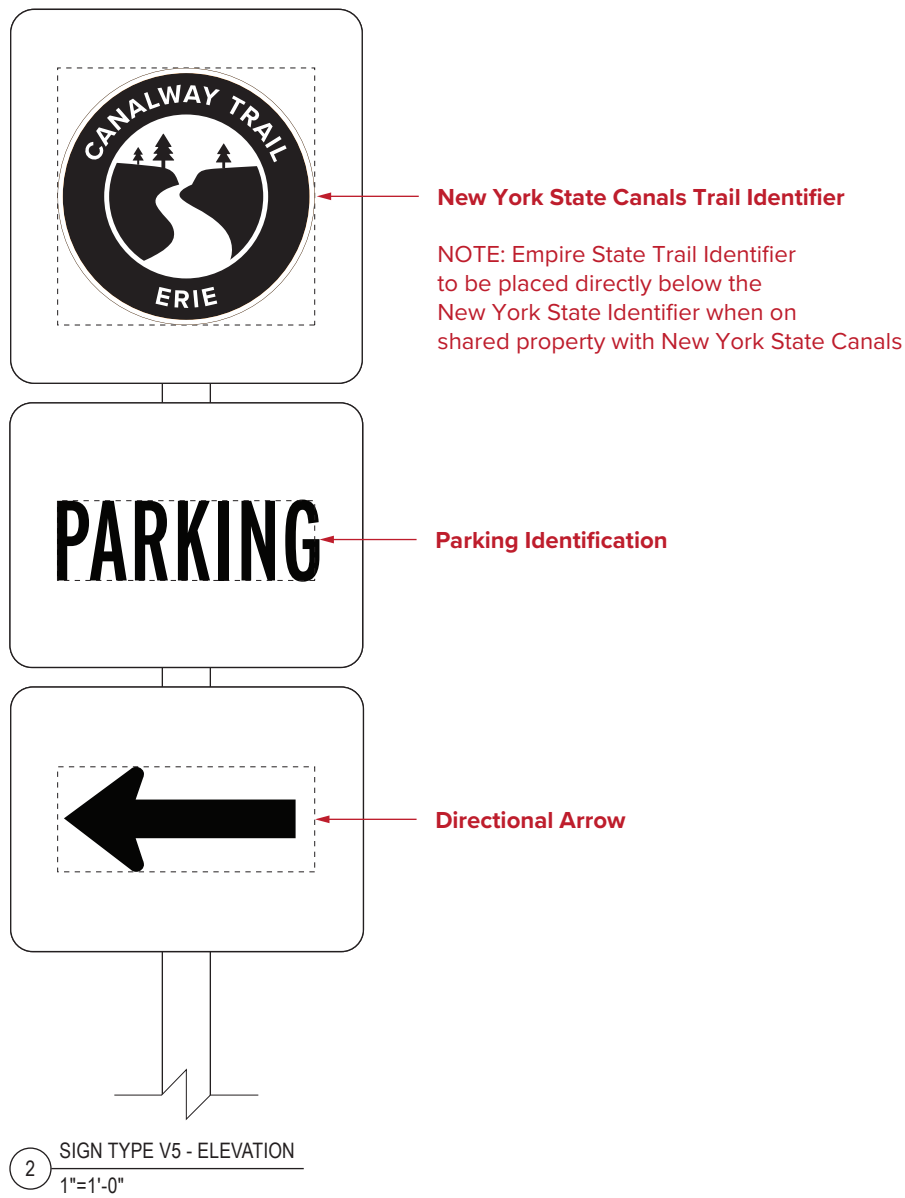 CANALWAY TRAIL
ERIE
New York State Canals Trail Identifier
NOTE: Empire State Trail Identifier
to be placed directly below the
New York State Identifier when on
shared property with New York State Canals
PARKING
Parking Identification
Directional Arrow
2
SIGN TYPE V5 - ELEVATION
1"=1'-0"